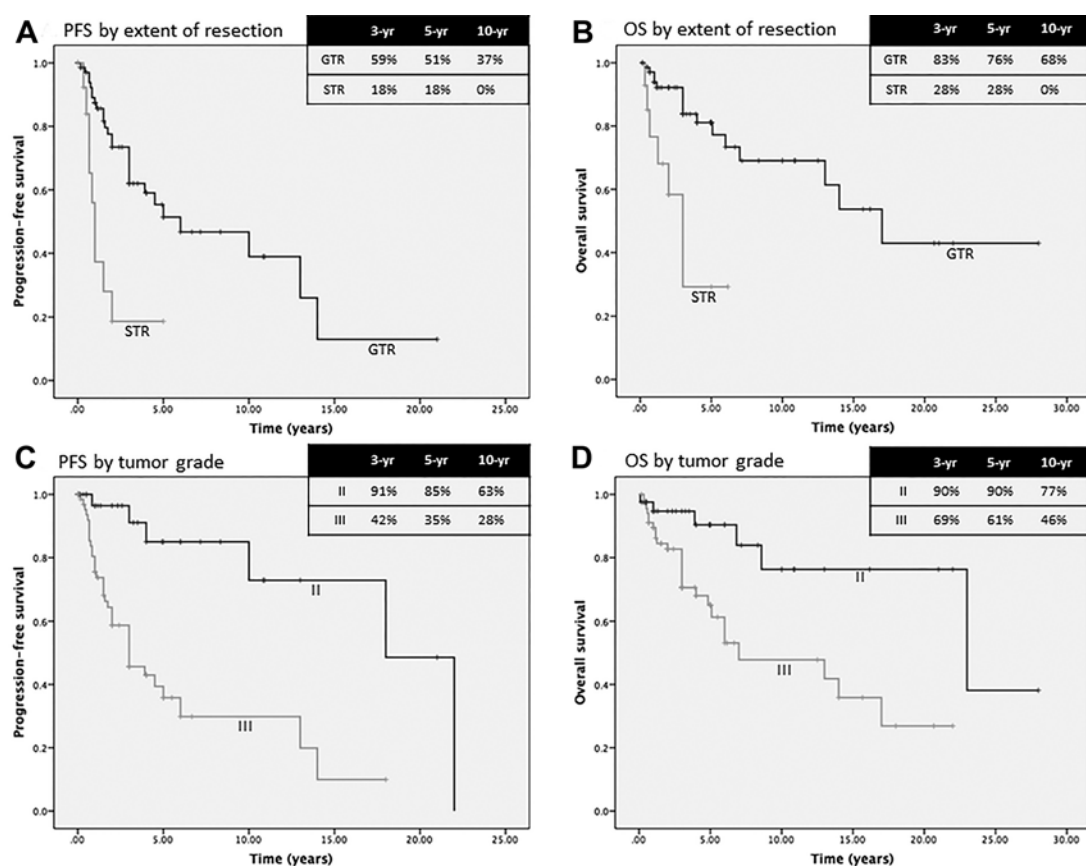 A PFS by extent of resection
3-yr 5-yr 10-yr
GTR 59% 51% 37%
STR 18% 18% 0%
1.0
0.8
0.6
0.4
0.2
0.0
Progression-free survival
STR
GTR
.00 5.00 10.00 15.00 20.00 25.00
Time (years)
B OS by extent of resection
3-yr 5-yr 10-yr
GTR 83% 76% 68%
STR 28% 28% 0%
1.0
0.8
0.6
0.4
0.2
0.0
Overall survival
GTR
STR
.00 5.00 10.00 15.00 20.00 25.00 30.00
Time (years)
C PFS by tumor grade
3-yr 5-yr 10-yr
II 91% 85% 63%
III 42% 35% 28%
1.0
0.8
0.6
0.4
0.2
0.0
Progression-free survival
II
III
.00 5.00 10.00 15.00 20.00 25.00
Time (years)
D OS by tumor grade
3-yr 5-yr 10-yr
II 90% 90% 77%
III 69% 61% 46%
1.0
0.8
0.6
0.4
0.2
0.0
Overall survival
II
III
.00 5.00 10.00 15.00 20.00 25.00 30.00
Time (years)